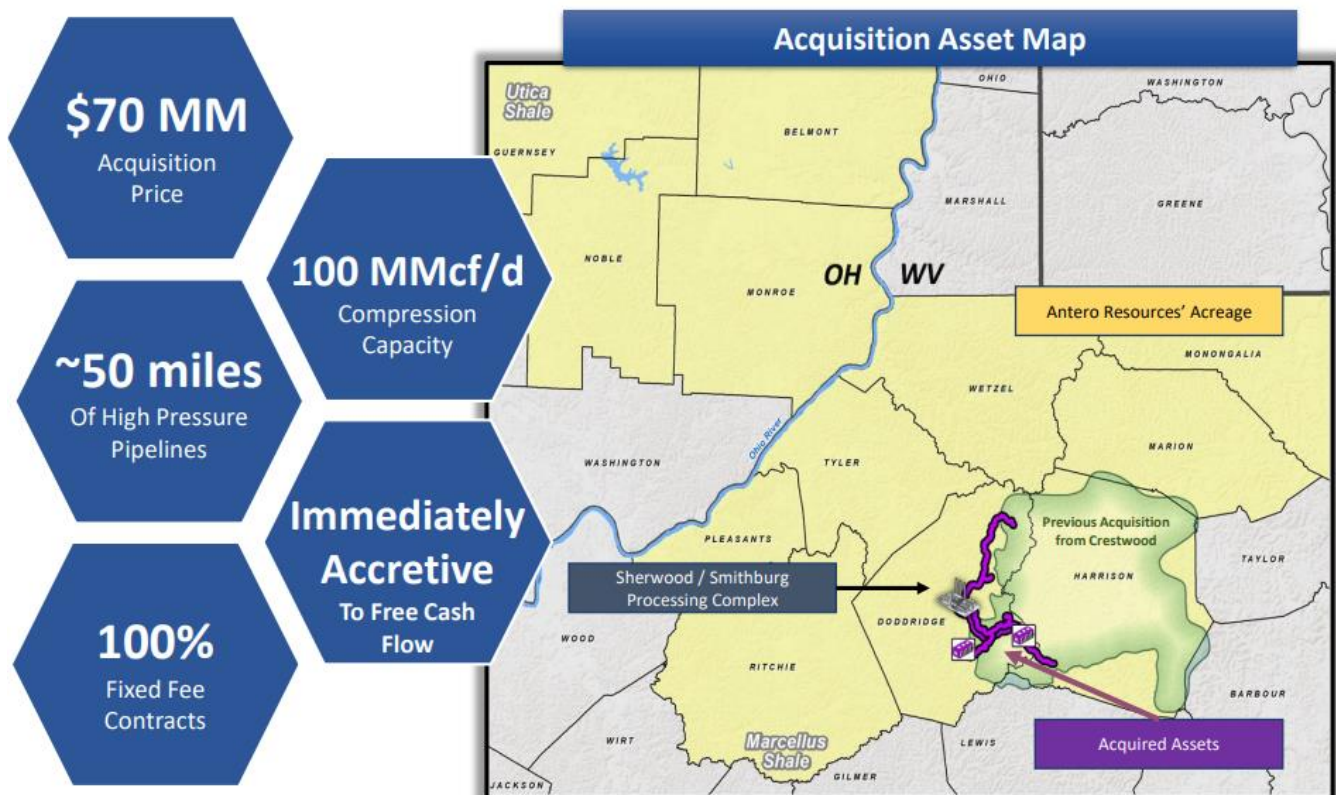 $70 MM
Acquisition
Price
100 MMcf/d
Compression
Capacity
~50 miles
Of High Pressure
Pipelines
Immediately
Accretive
To Free Cash
Flow
100%
Fixed Fee
Contracts
Acquisition Asset Map
Utica
Shale
OHIO
WASHINGTON
BELMONT
GUERNSEY
MARSHALL
GREENE
NOBLE
MONROE
OH
WV
Antero Resources' Acreage
MONONGALIA
WETZEL
MARION
Ohio River
WASHINGTON
TYLER
PLEASANTS
Previous Acquisition
from Crestwood
TAYLOR
HARRISON
Sherwood / Smithburg
Processing Complex
DODDRIDGE
WOOD
RITCHIE
BARBOUR
WIRT
Marcellus
Shale
LEWIS
Acquired Assets
GILMER
JACKSON